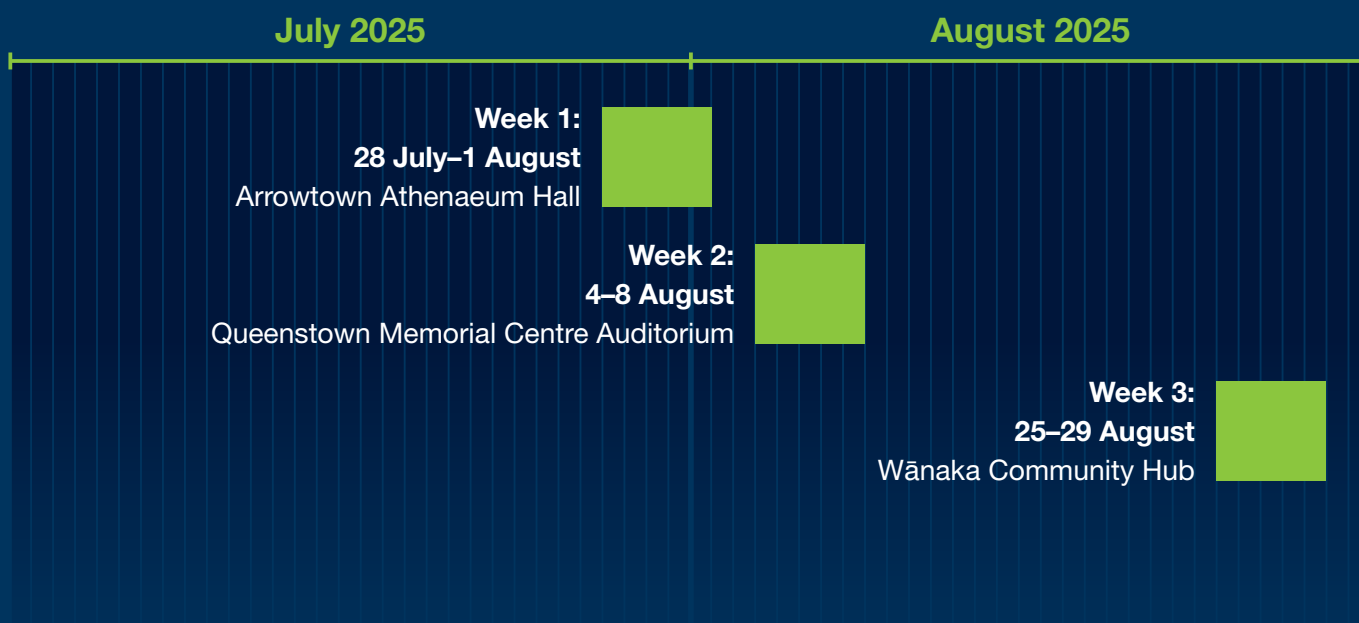 July 2025
August 2025
Week 1:
28 July–1 August
Arrowtown Athenaeum Hall
Week 2:
4–8 August
Queenstown Memorial Centre Auditorium
Week 3:
25–29 August
Wānaka Community Hub